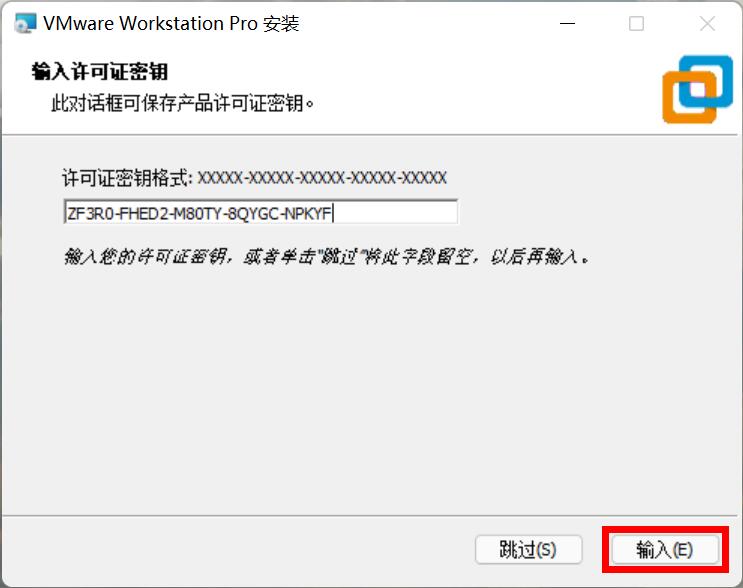 VMware Workstation Pro 安装
输入许可证密钥
此对话框可保存产品许可证密钥。
许可证密钥格式: XXXXX-XXXXX-XXXXX-XXXXX-XXXXX
ZF3R0-FHED2-M80TY-8QYGC-NPKYF
输入您的许可证密钥，或者单击"跳过"将此字段留空，以后再输入。
跳过(S)
输入(E)